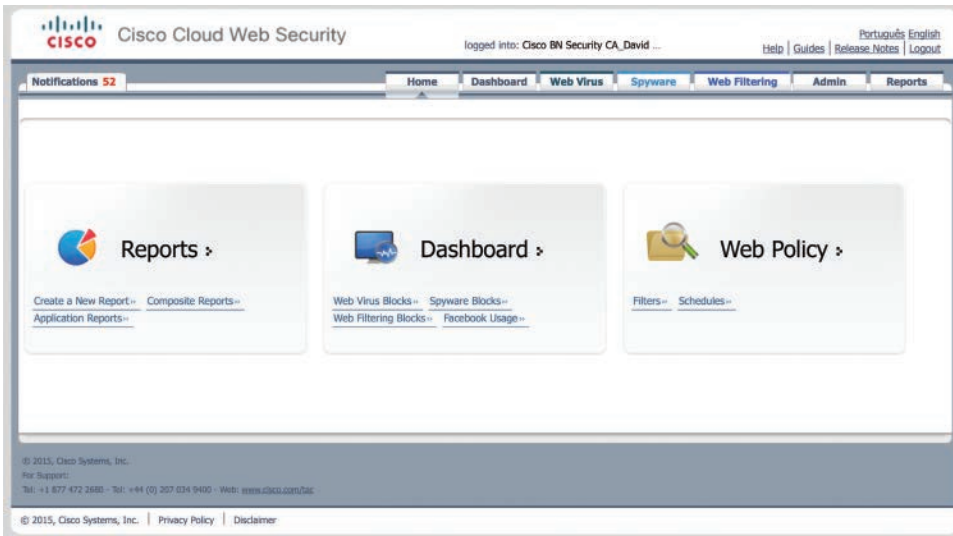 CISCO
Cisco Cloud Web Security
logged into: Cisco BN Security CA_David ...
Português English
Help | Guides | Release Notes | Logout
Notifications 52
Home Dashboard Web Virus Spyware Web Filtering Admin Reports
Reports
Create a New Report Composite Reports
Application Reports
Dashboard
Web Virus Blocks Spyware Blocks
Web Filtering Blocks Facebook Usage
Web Policy
Filters Schedules
© 2015, Cisco Systems, Inc.
For Support:
Tel: +1 877 472 2680 - Tel: +44 (0) 207 034 9400 - Web: www.cisco.com/tac
© 2015, Cisco Systems, Inc. | Privacy Policy | Disclaimer